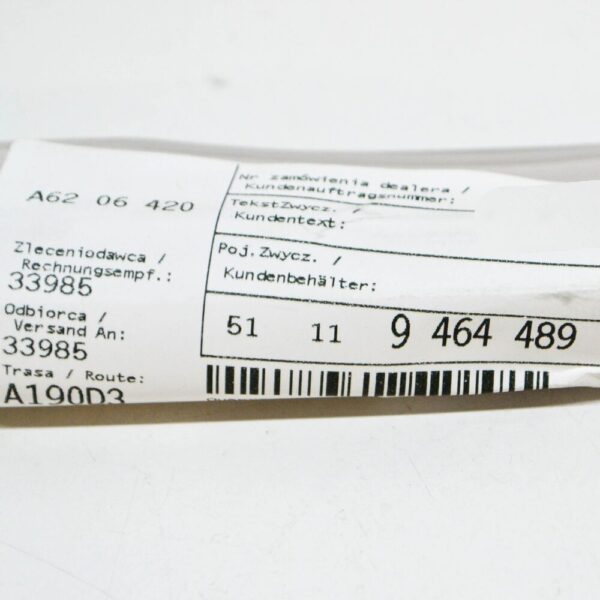 A62 06 420
Zleceniodawca /
Rechnungsempf.:
33985
Odbiorca /
Versand An:
33985
Trasa / Route:
A190D3
Nr zamówienia dealera /
Kundenauftragsnummer:
TekstZwycz. /
Kundentext:
Poj.Zwycz. /
Kundenbehälter:
51 11 9 464 489